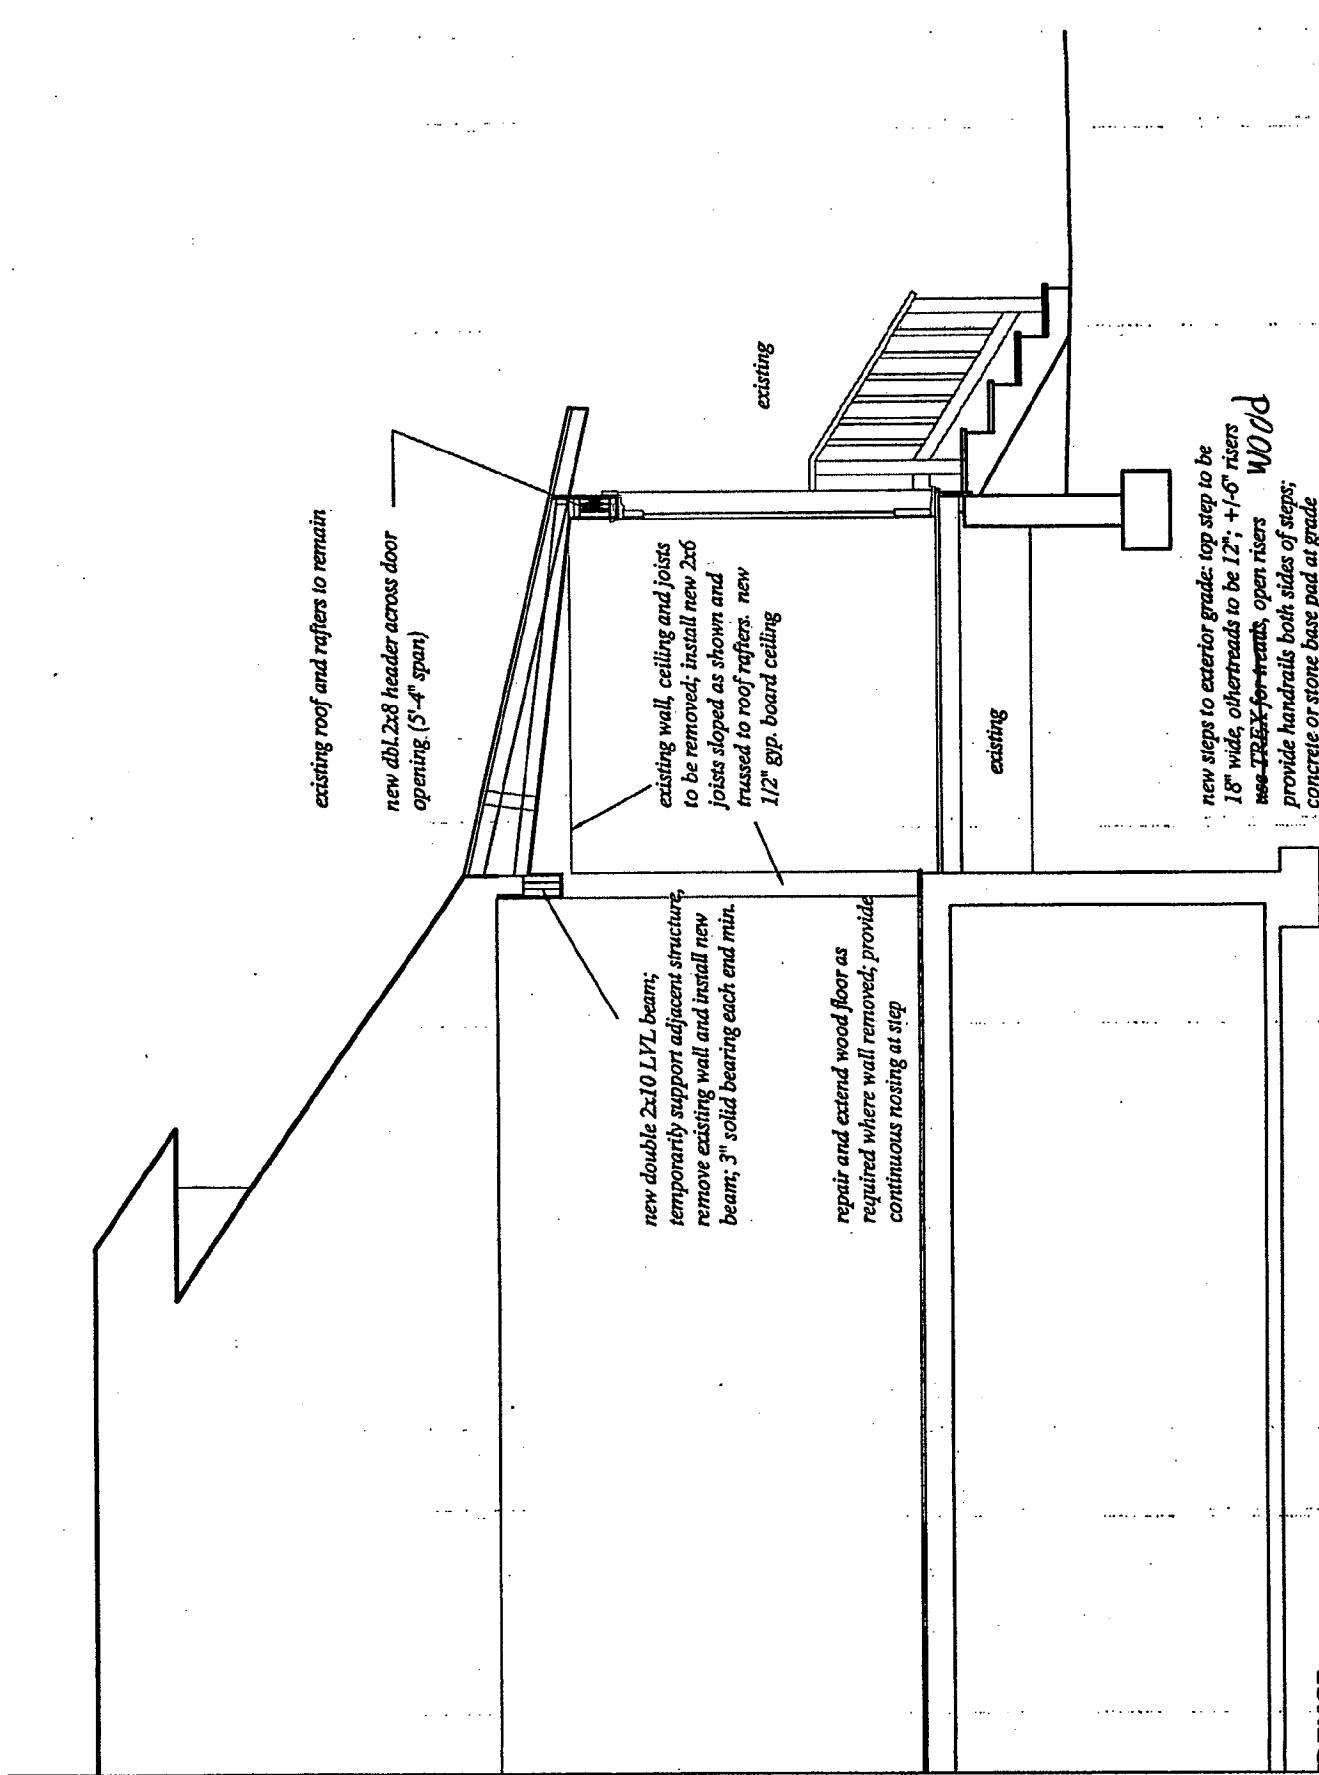 existing roof and rafters to remain
new dbl.2x8 header across door
opening. (5'-4" span)
existing
existing wall, ceiling and joists
to be removed; install new 2x6
joists sloped as shown and
trussed to roof rafters. new
1/2" gyp. board ceiling
new double 2x10 LVL beam;
temporarily support adjacent structure,
remove existing wall and install new
beam; 3" solid bearing each end min.
repair and extend wood floor as
required where wall removed; provide
continuous nosing at step
existing
new steps to exterior grade: top step to be
18" wide, othertreads to be 12"; +/-6" risers
use TREX for treads, open risers WOOd
provide handrails both sides of steps;
concrete or stone base pad at grade